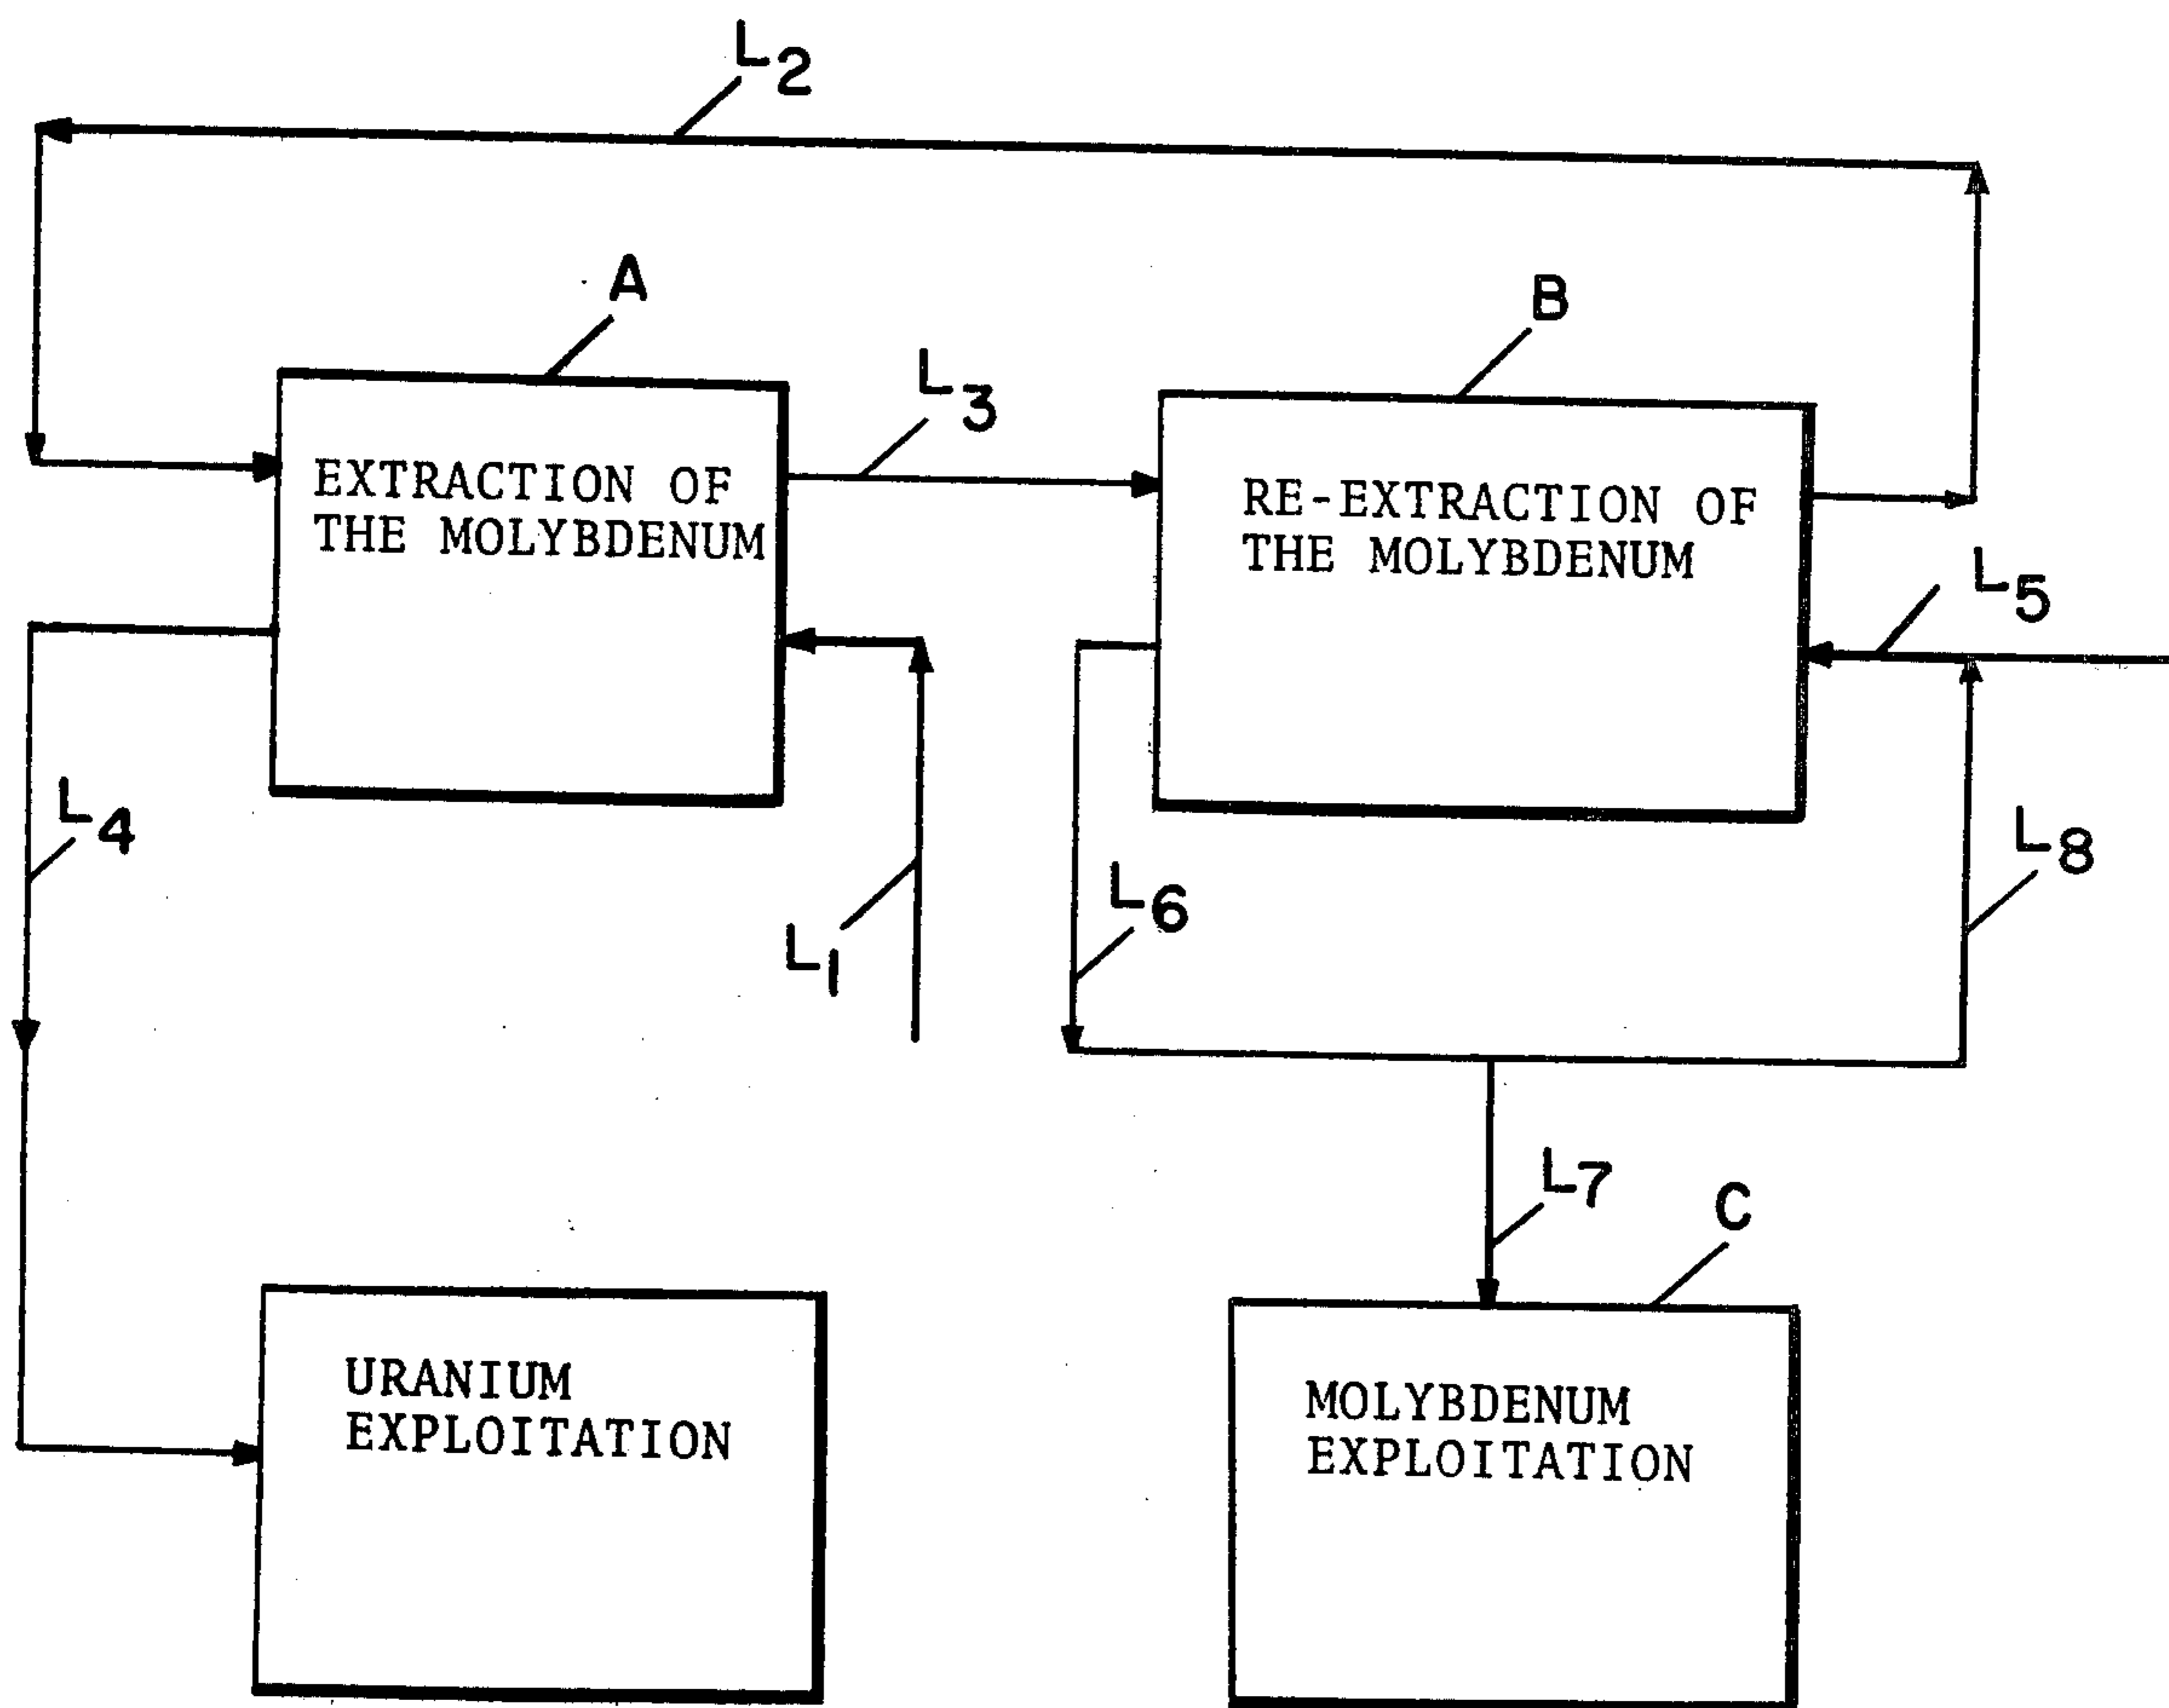 L2
A
B
L3
EXTRACTION OF
THE MOLYBDENUM
RE-EXTRACTION OF
THE MOLYBDENUM
L5
L4
L8
L6
L1
L7
C
URANIUM
EXPLOITATION
MOLYBDENUM
EXPLOITATION